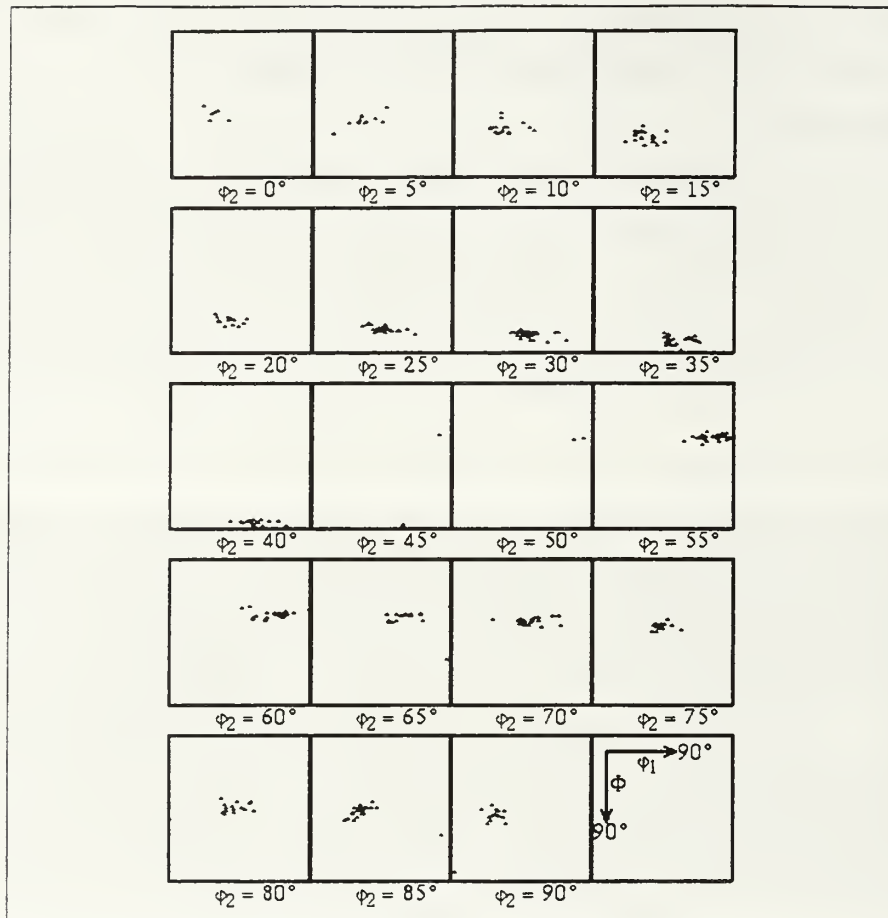 φ2 = 0° φ2 = 5° φ2 = 10° φ2 = 15°
φ2 = 20° φ2 = 25° φ2 = 30° φ2 = 35°
φ2 = 40° φ2 = 45° φ2 = 50° φ2 = 55°
φ2 = 60° φ2 = 65° φ2 = 70° φ2 = 75°
90°
φ1
Φ
90°
φ2 = 80° φ2 = 85° φ2 = 90°